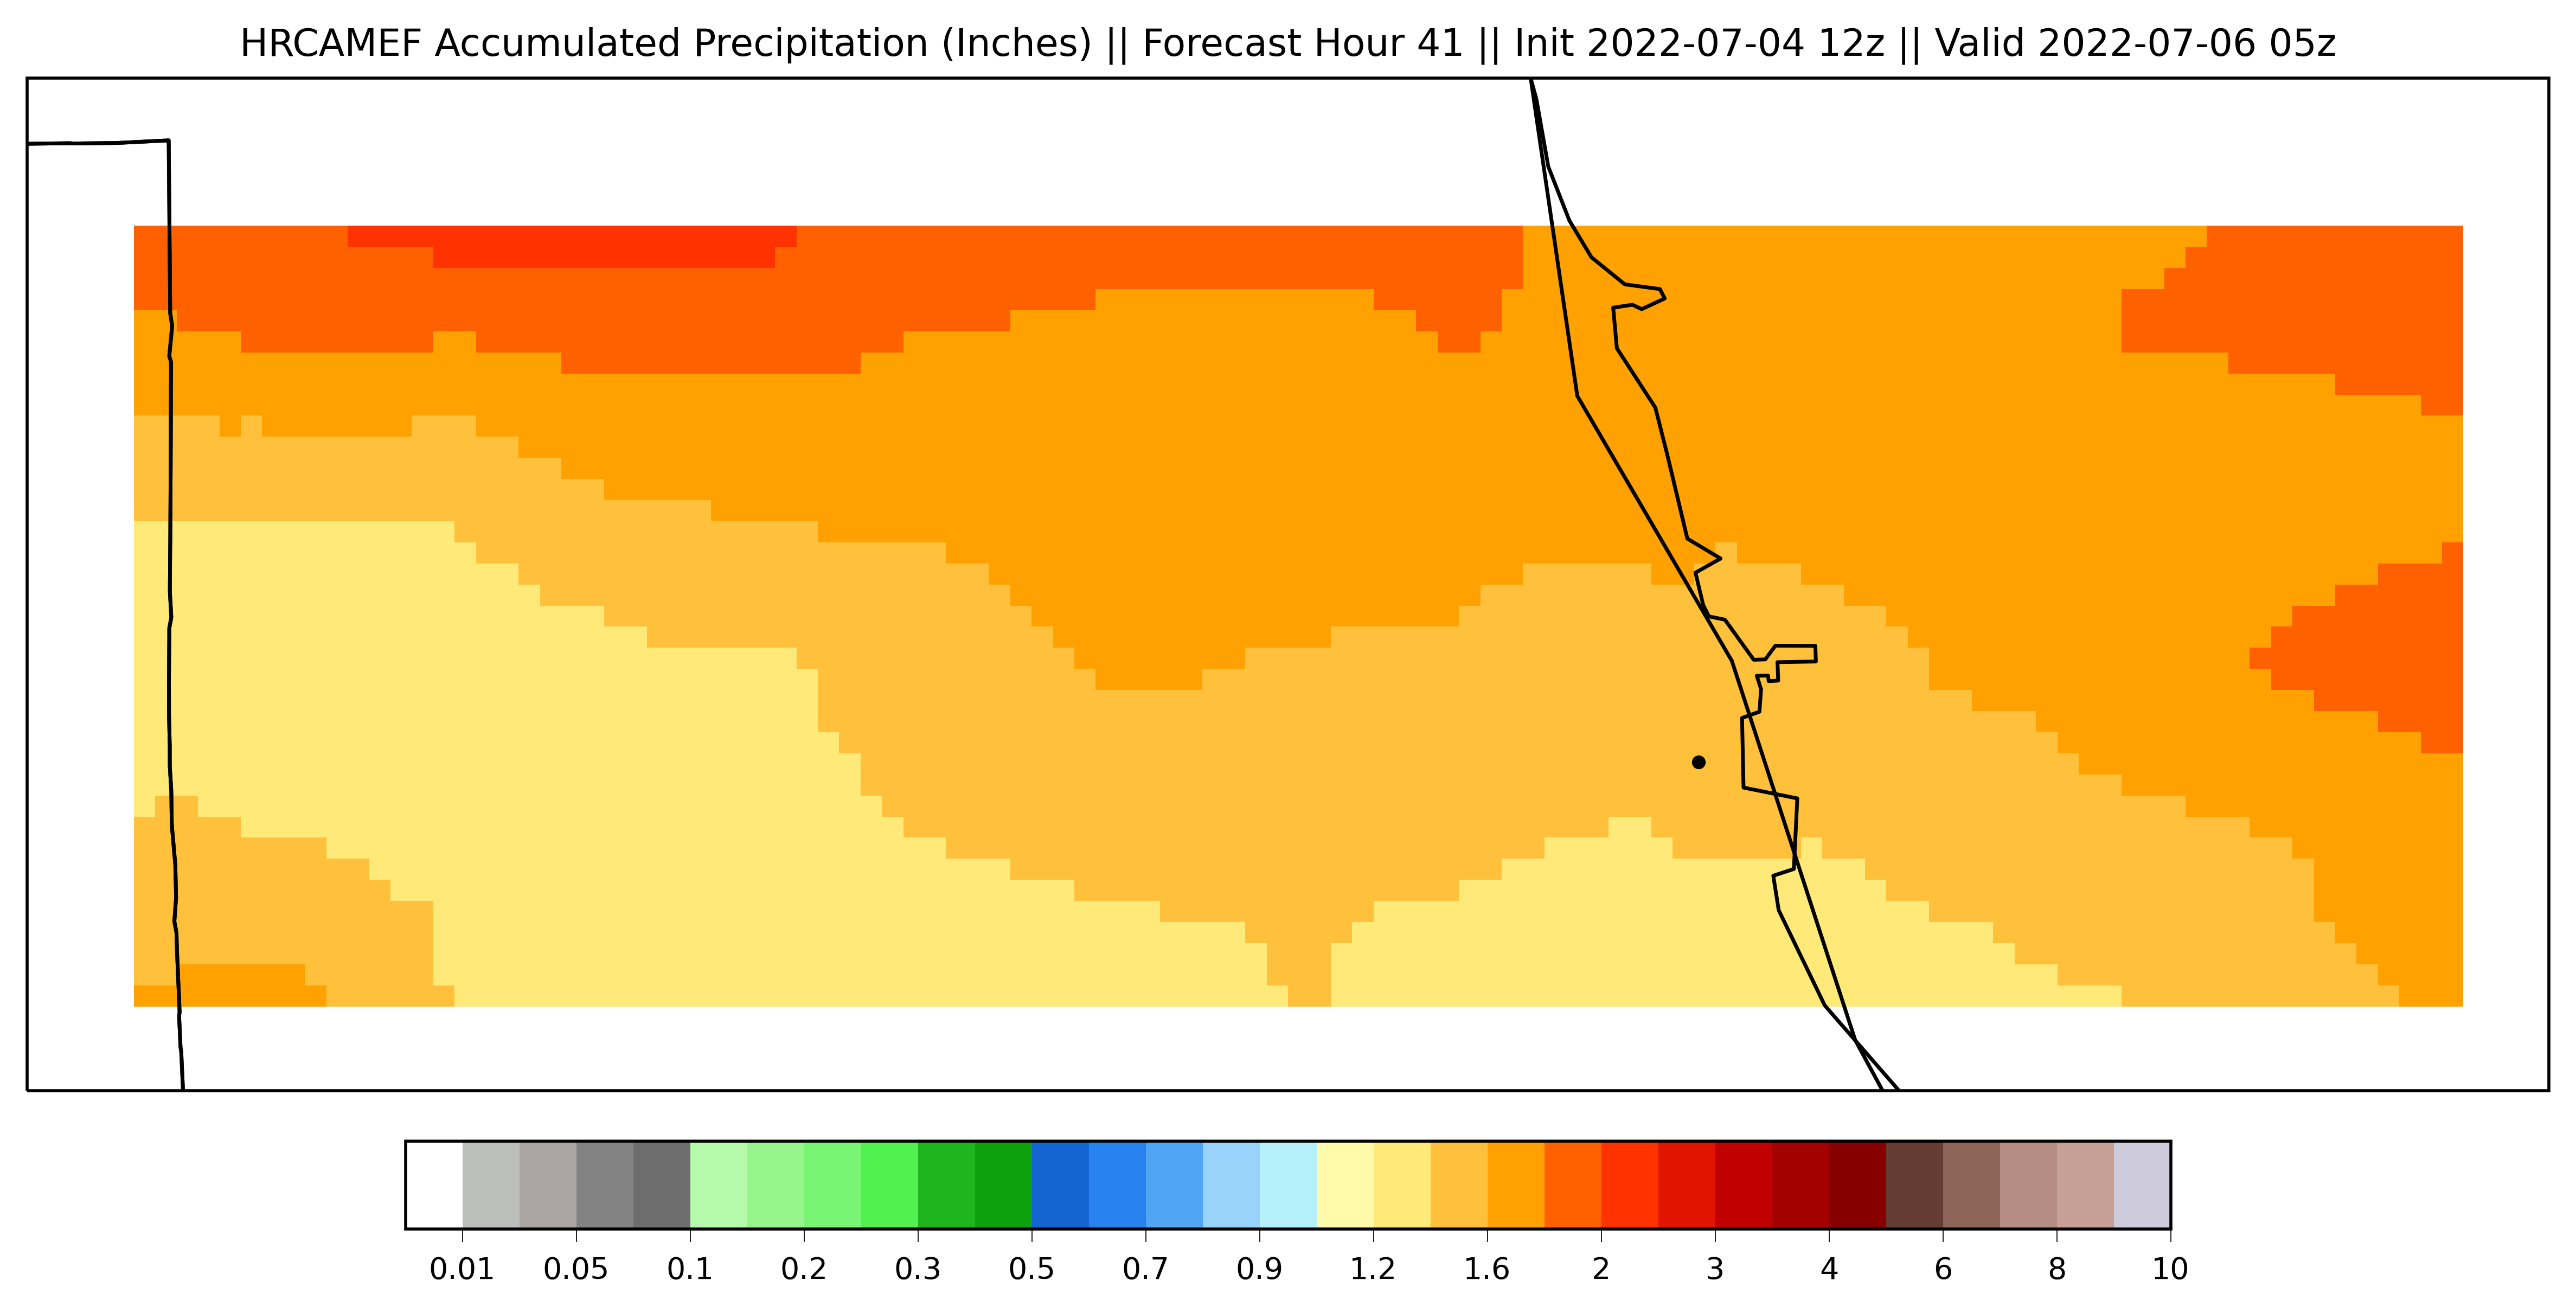 HRCAMEF Accumulated Precipitation (Inches) || Forecast Hour 41 || Init 2022-07-04 12z || Valid 2022-07-06 05z
0.01 0.05 0.1 0.2 0.3 0.5 0.7 0.9 1.2 1.6 2 3 4 6 8 10